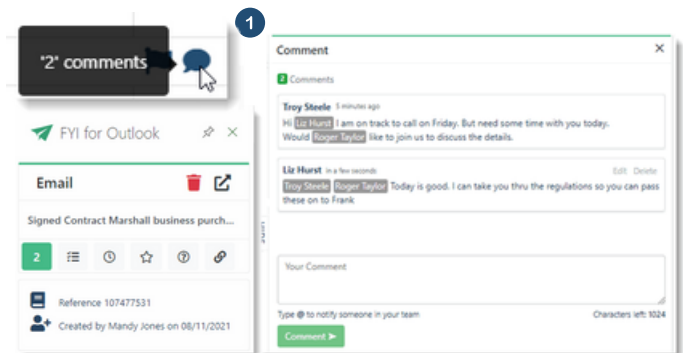 1
"2" comments
FYI for Outlook
Email
Signed Contract Marshall business purch...
2
Reference 107477531
Created by Mandy Jones on 08/11/2021
Comment
2 Comments
Troy Steele 5 minutes ago
Hi Liz Hurst I am on track to call on Friday. But need some time with you today.
Would Roger Taylor like to join us to discuss the details.
Liz Hurst in a few seconds Edit Delete
Troy Steele Roger Taylor Today is good. I can take you thru the regulations so you can pass
these on to Frank
Your Comment
Type @ to notify someone in your team Characters left: 1024
Comment